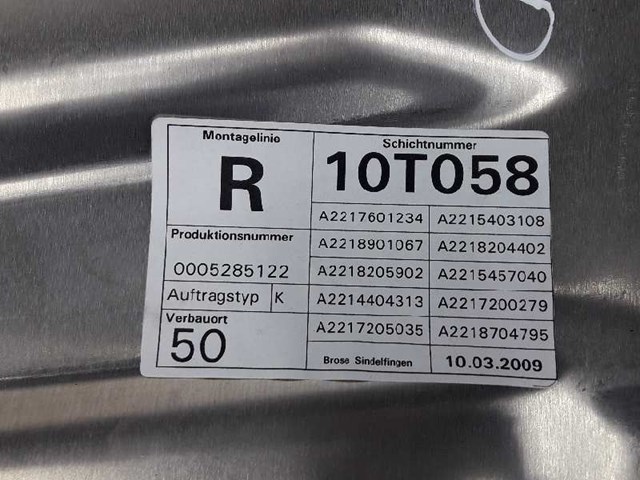 Montagelinio
R
Schichtnummer
10T058
Produktionsnummer
0005285122
Auftragstyp K
Verbauort
50
A2217601234 A2215403108
A2218901067 A2218204402
A2218205902 A2215457040
A2214404313 A2217200279
A2217205035 A2218704795
Brose Sindelfingen 10.03.2009